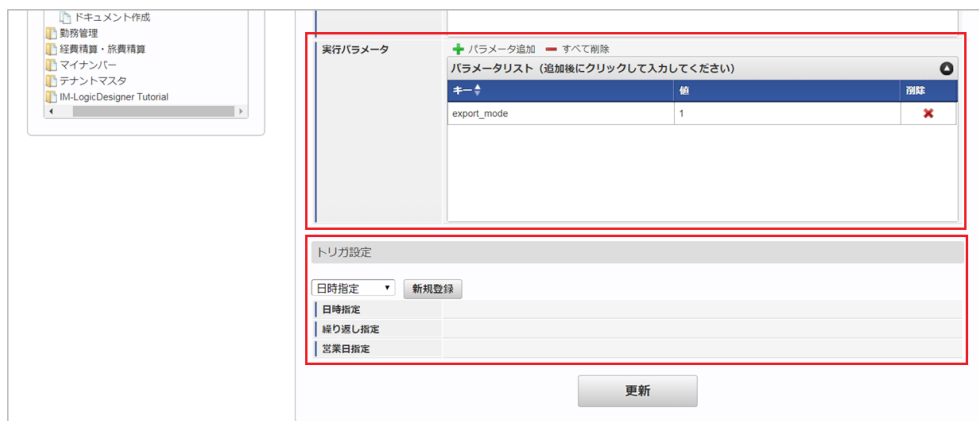 ドキュメント作成
勤務管理
経費精算・旅費精算
マイナンバー
テナントマスタ
IM-LogicDesigner Tutorial
実行パラメータ
パラメータ追加 すべて削除
パラメータリスト（追加後にクリックして入力してください）
キー 値 削除
export_mode 1
トリガ設定
日時指定 新規登録
日時指定
繰り返し指定
営業日指定
更新